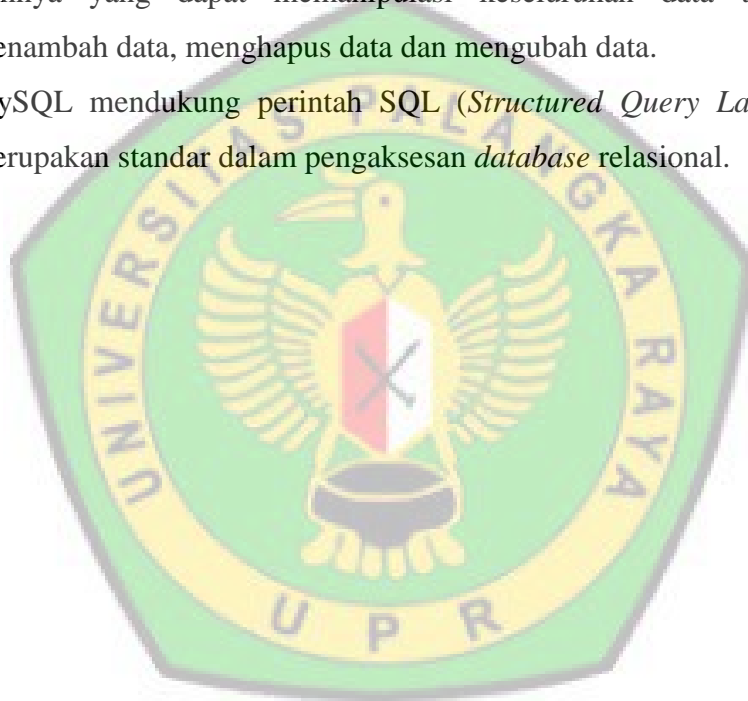 yang dapat memanipulasi keseluruhan data
menambah data, menghapus data dan mengubah data.
MySQL mendukung perintah SQL (Structured Query La
merupakan standar dalam pengaksesan database relasional.
UNIVERSITAS PALANGKA RAYA
UPR